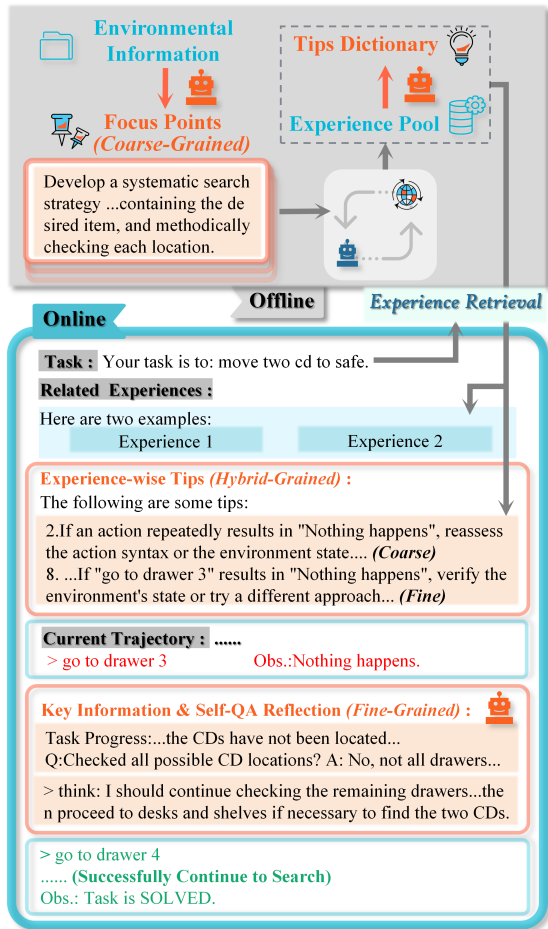 Environmental
Information
Tips Dictionary
Focus Points
(Coarse-Grained)
Experience Pool
Develop a systematic search
strategy ...containing the de
sired item, and methodically
checking each location.
Offline
Experience Retrieval
Online
Task : Your task is to: move two cd to safe.
Related Experiences :
Here are two examples:
Experience 1
Experience 2
Experience-wise Tips (Hybrid-Grained) :
The following are some tips:
2.If an action repeatedly results in "Nothing happens", reassess
the action syntax or the environment state.... (Coarse)
8. ...If "go to drawer 3" results in "Nothing happens", verify the
environment's state or try a different approach... (Fine)
Current Trajectory : ......
> go to drawer 3 Obs.:Nothing happens.
Key Information & Self-QA Reflection (Fine-Grained) :
Task Progress:...the CDs have not been located...
Q:Checked all possible CD locations? A: No, not all drawers...
> think: I should continue checking the remaining drawers...the
n proceed to desks and shelves if necessary to find the two CDs.
> go to drawer 4
...... (Successfully Continue to Search)
Obs.: Task is SOLVED.